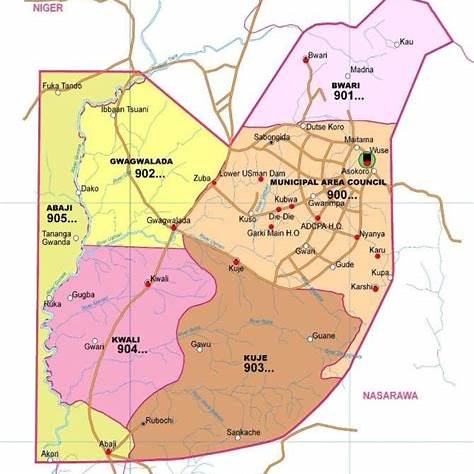 NIGER
Kau
Bwari
Madna
Fuka Tando
BWARI
901...
Ibbaan Tsuani
Dutse Koro
Sabongida
Maitama
Wuse
GWAGWALADA
902...
Lower USman Dam
Asokoro
Zuba
MUNICIPAL AREA COUNCIL
900...
Dako
Kubwa
Gwarimpa
ABAJI
905...
Kuso
Die-Die
Gwagwalada
ADCPA H.Q
Garki Main H.O
Tananga
Gwanda
Nyanya
Gwari
Karu
Kuje
Gude
Kupa
Kwali
Karshi
Gugba
Ruka
KWALI
904...
Gwari
Guane
Gawu
KUJE
903...
NASARAWA
Rubochi
Sankache
Abaji
Akori